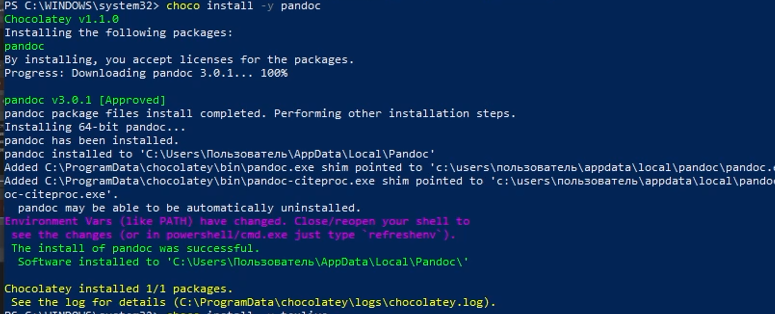 PS C:\WINDOWS\system32> choco install -y pandoc
Chocolatey v1.1.0
Installing the following packages:
pandoc
By installing, you accept licenses for the packages.
Progress: Downloading pandoc 3.0.1... 100%
pandoc v3.0.1 [Approved]
pandoc package files install completed. Performing other installation steps.
Installing 64-bit pandoc...
pandoc has been installed.
pandoc installed to 'C:\Users\Пользователь\AppData\Local\Pandoc'
Added C:\ProgramData\chocolatey\bin\pandoc.exe shim pointed to 'c:\users\пользователь\appdata\local\pandoc\pandoc.
Added C:\ProgramData\chocolatey\bin\pandoc-citeproc.exe shim pointed to 'c:\users\пользователь\appdata\local\pando
oc-citeproc.exe'.
pandoc may be able to be automatically uninstalled.
Environment Vars (like PATH) have changed. Close/reopen your shell to
see the changes (or in powershell/cmd.exe just type `refreshenv`).
The install of pandoc was successful.
Software installed to 'C:\Users\Пользователь\AppData\Local\Pandoc\'
Chocolatey installed 1/1 packages.
See the log for details (C:\ProgramData\chocolatey\logs\chocolatey.log).
PS C:\WINDOWS\system32> choco install -y texlive